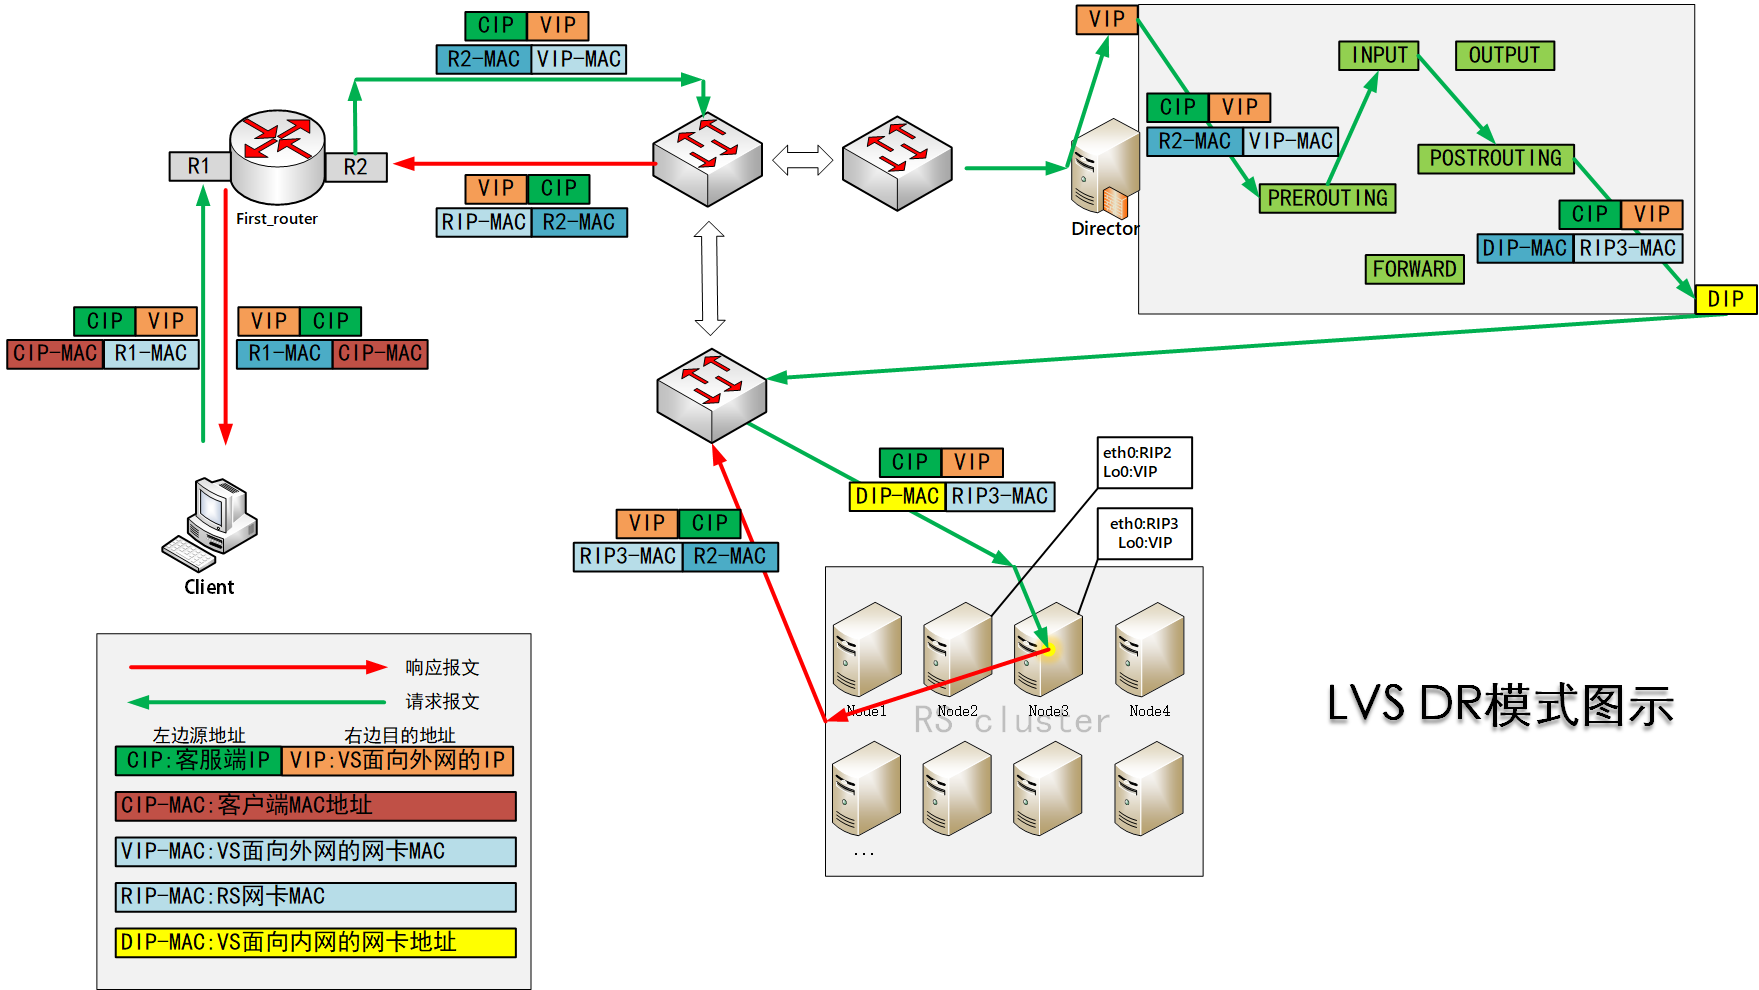 CIP VIP
R2-MAC VIP-MAC
R1
R2
First_router
VIP CIP
RIP-MAC R2-MAC
CIP VIP
CIP-MAC R1-MAC
VIP CIP
R1-MAC CIP-MAC
Client
VIP
Director
INPUT
OUTPUT
CIP VIP
R2-MAC VIP-MAC
POSTROUTING
PREROUTING
CIP VIP
DIP-MAC RIP3-MAC
FORWARD
DIP
CIP VIP
DIP-MAC RIP3-MAC
eth0:RIP2
Lo0:VIP
eth0:RIP3
Lo0:VIP
VIP CIP
RIP3-MAC R2-MAC
Node1
Node2
Node3
Node4
RS cluster
...
LVS DR模式图示
响应报文
请求报文
左边源地址
右边目的地址
CIP:客服端IP VIP:VS面向外网的IP
CIP-MAC:客户端MAC地址
VIP-MAC:VS面向外网的网卡MAC
RIP-MAC:RS网卡MAC
DIP-MAC:VS面向内网的网卡地址